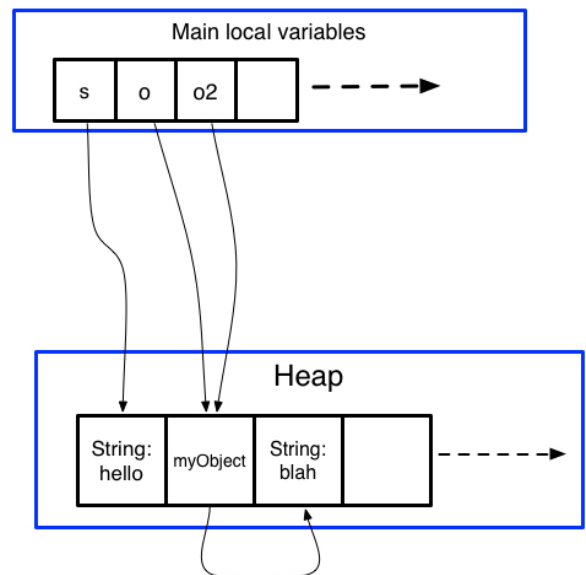 Main local variables
s
o
o2
Heap
String:
hello
myObject
String:
blah